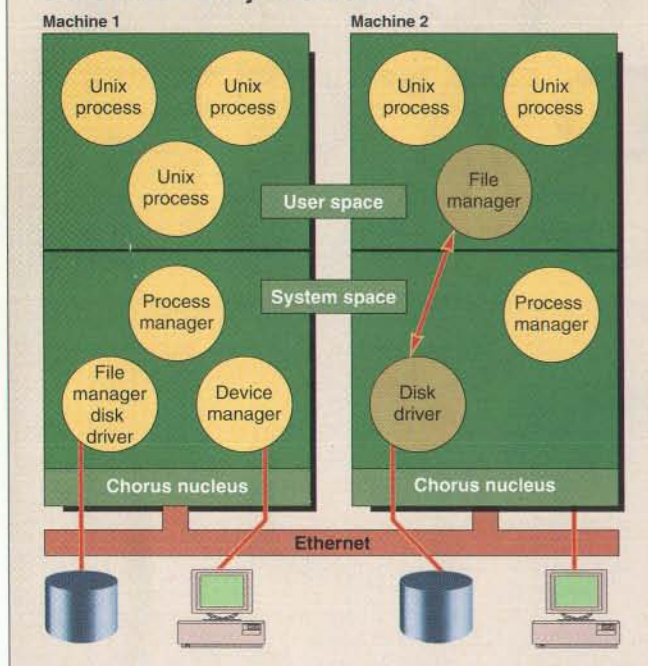 Machine 1
Machine 2
Unix
process
Unix
process
Unix
process
Unix
process
Unix
process
File
manager
User space
System space
Process
manager
Process
manager
File
manager
disk
driver
Device
manager
Disk
driver
Chorus nucleus
Chorus nucleus
Ethernet